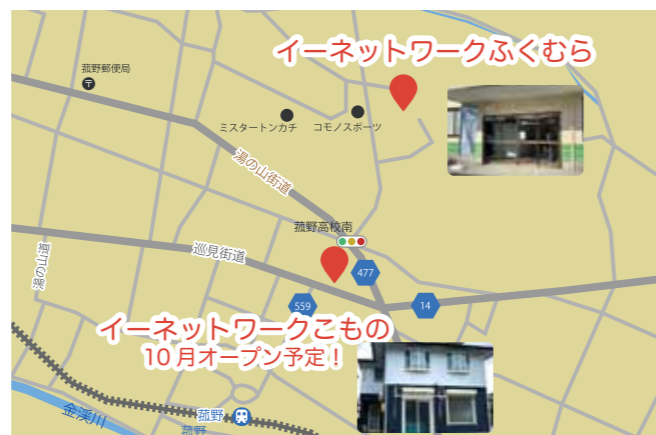 イーネットワークふくむら
菰野郵便局
〒
ミスタートンカチ
コモノスポーツ
湯の山街道
菰野高校南
巡見街道
湯の山道
477
559
14
イーネットワークこもの
10月オープン予定！
金渓川
菰野
菰野